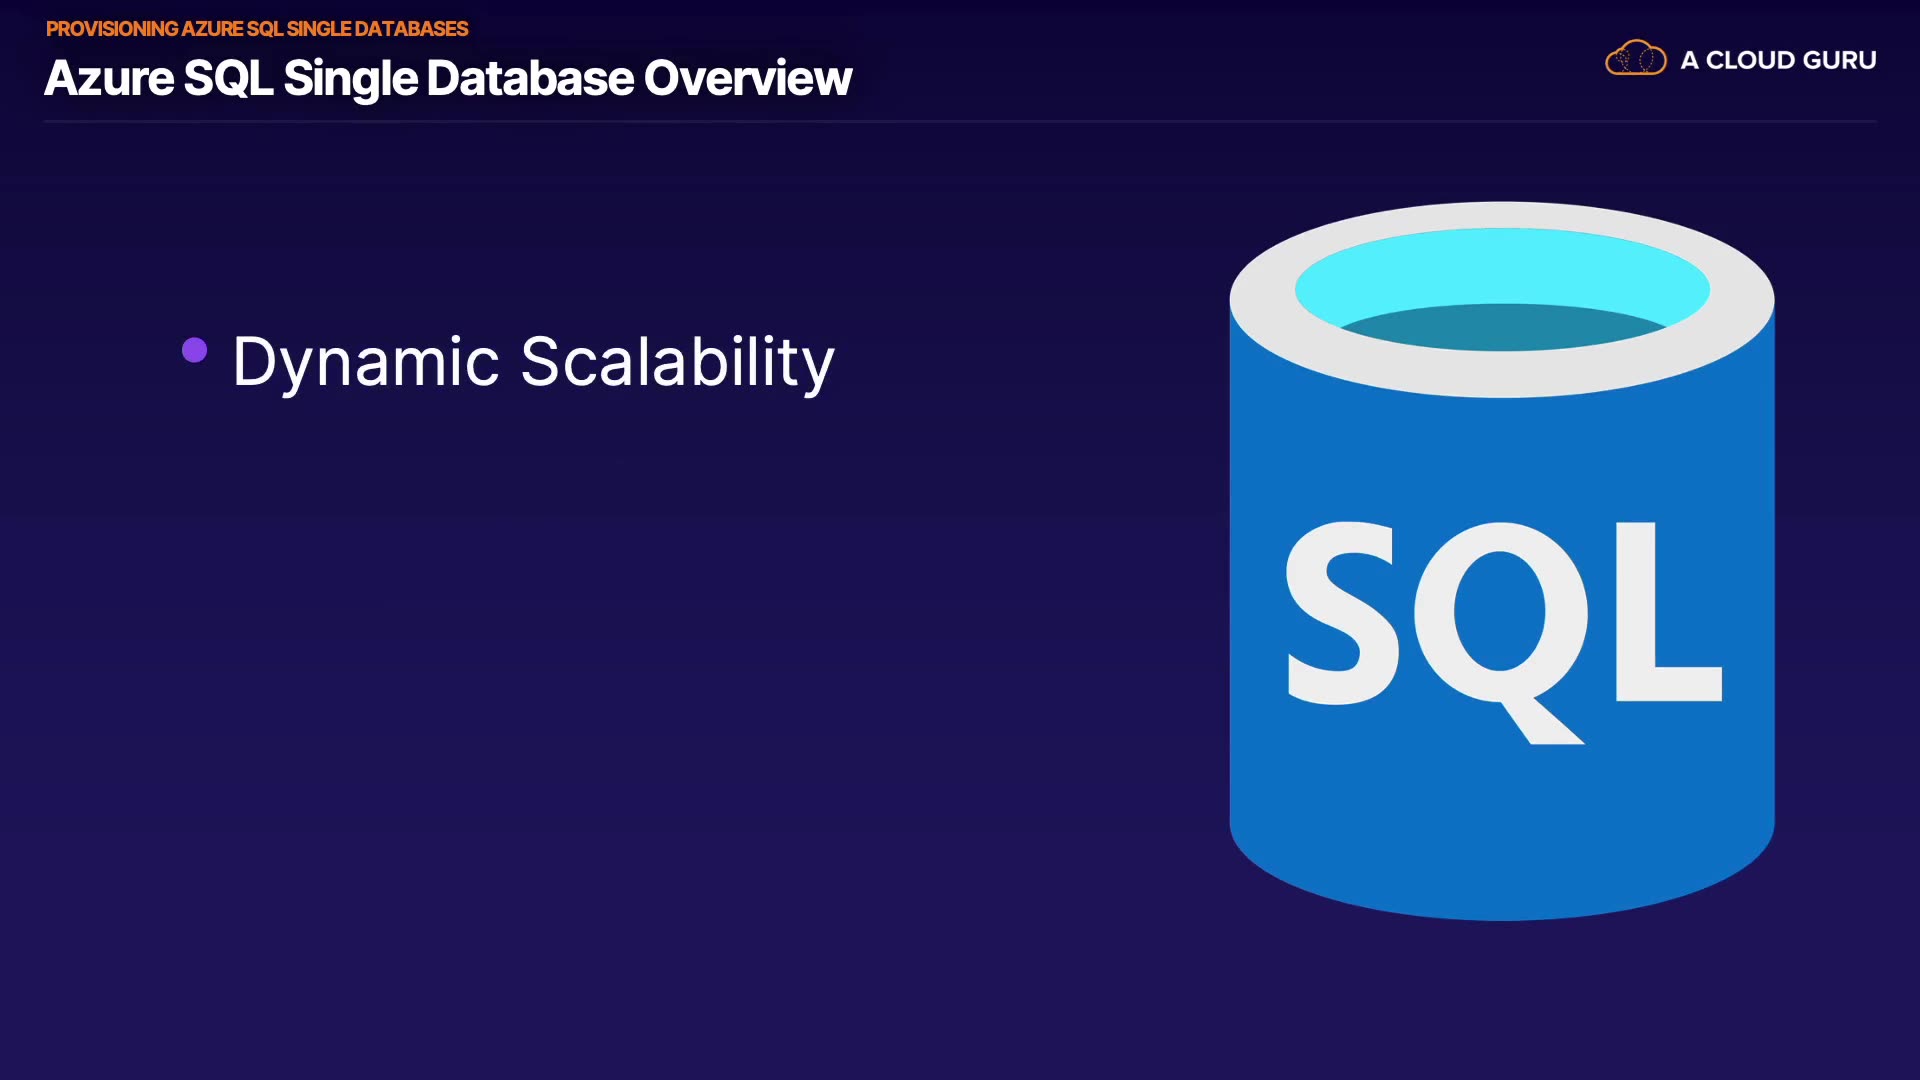 PROVISIONING AZURE SQL SINGLE DATABASES
Azure SQL Single Database Overview
A CLOUD GURU
Dynamic Scalability
SQL